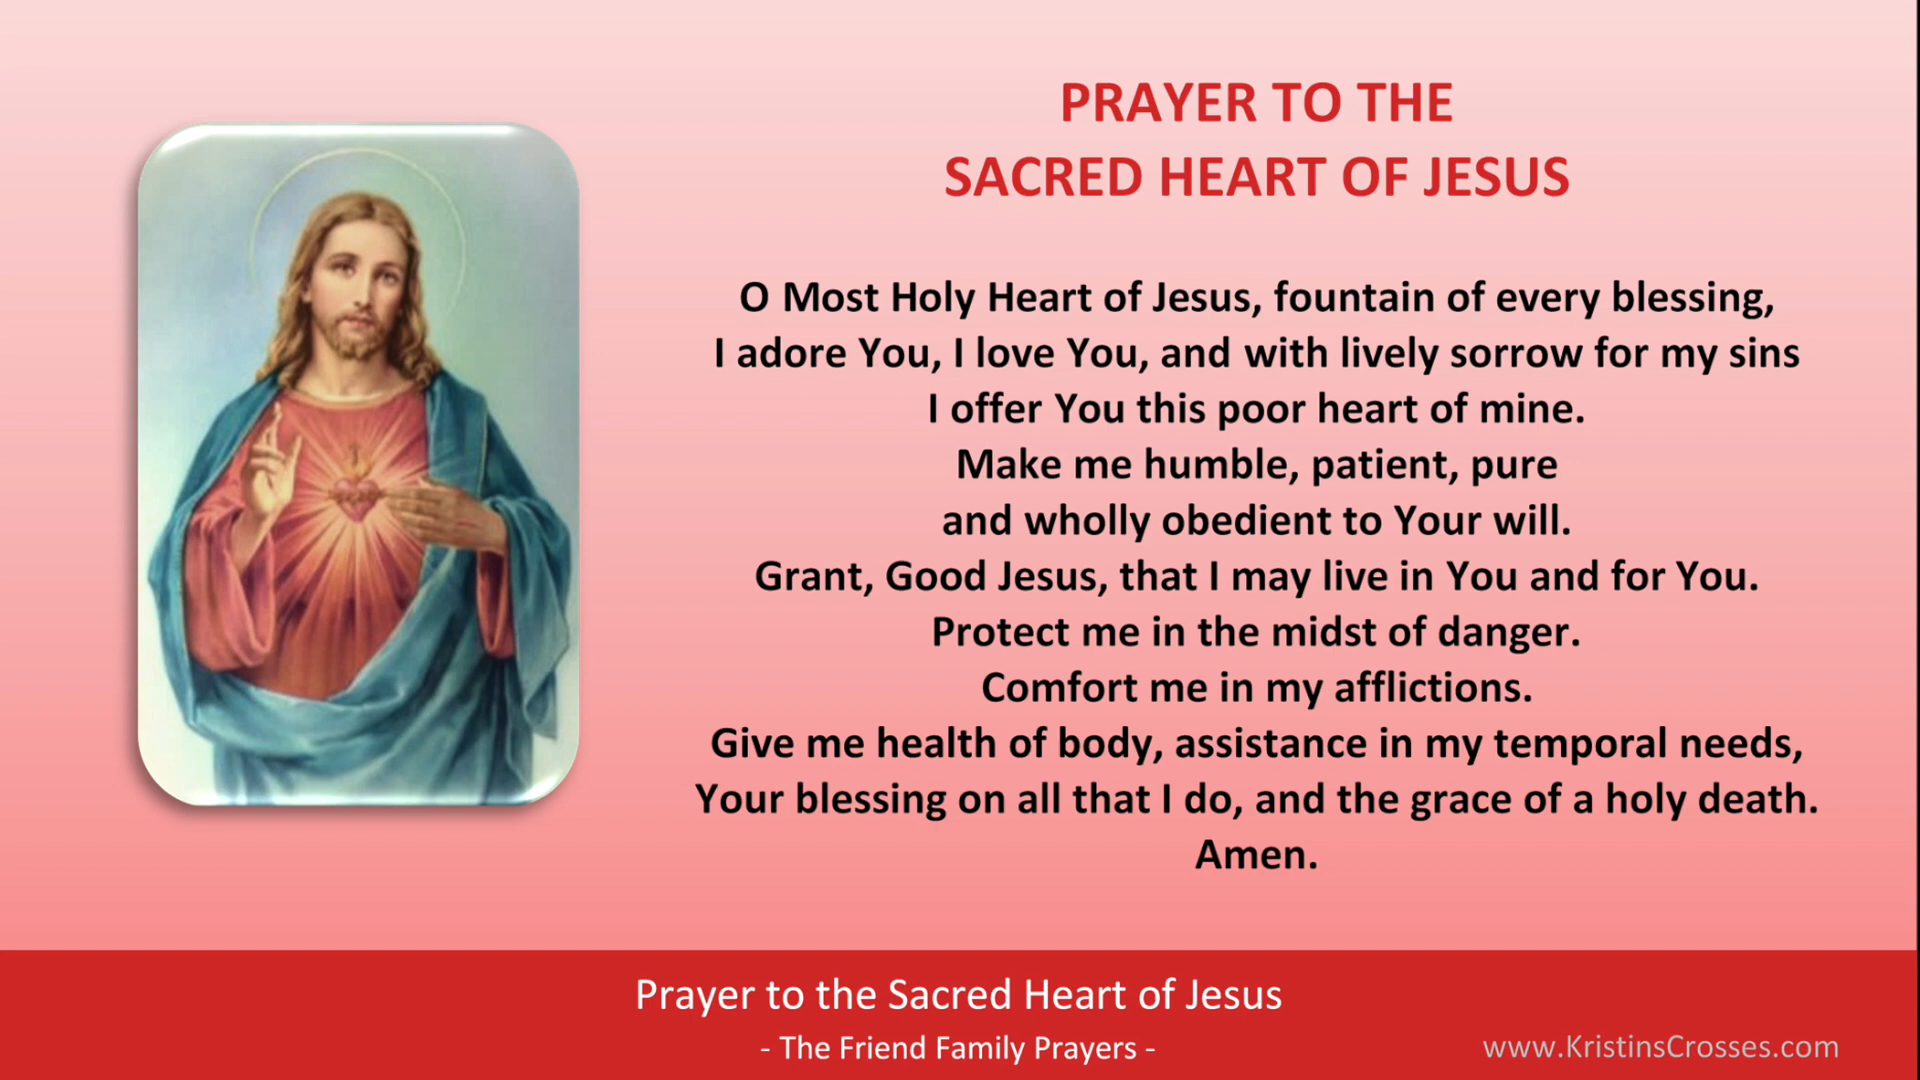 PRAYER TO THE
SACRED HEART OF JESUS
O Most Holy Heart of Jesus, fountain of every blessing,
I adore You, I love You, and with lively sorrow for my sins
I offer You this poor heart of mine.
Make me humble, patient, pure
and wholly obedient to Your will.
Grant, Good Jesus, that I may live in You and for You.
Protect me in the midst of danger.
Comfort me in my afflictions.
Give me health of body, assistance in my temporal needs,
Your blessing on all that I do, and the grace of a holy death.
Amen.
Prayer to the Sacred Heart of Jesus
- The Friend Family Prayers -
www.KristinsCrosses.com